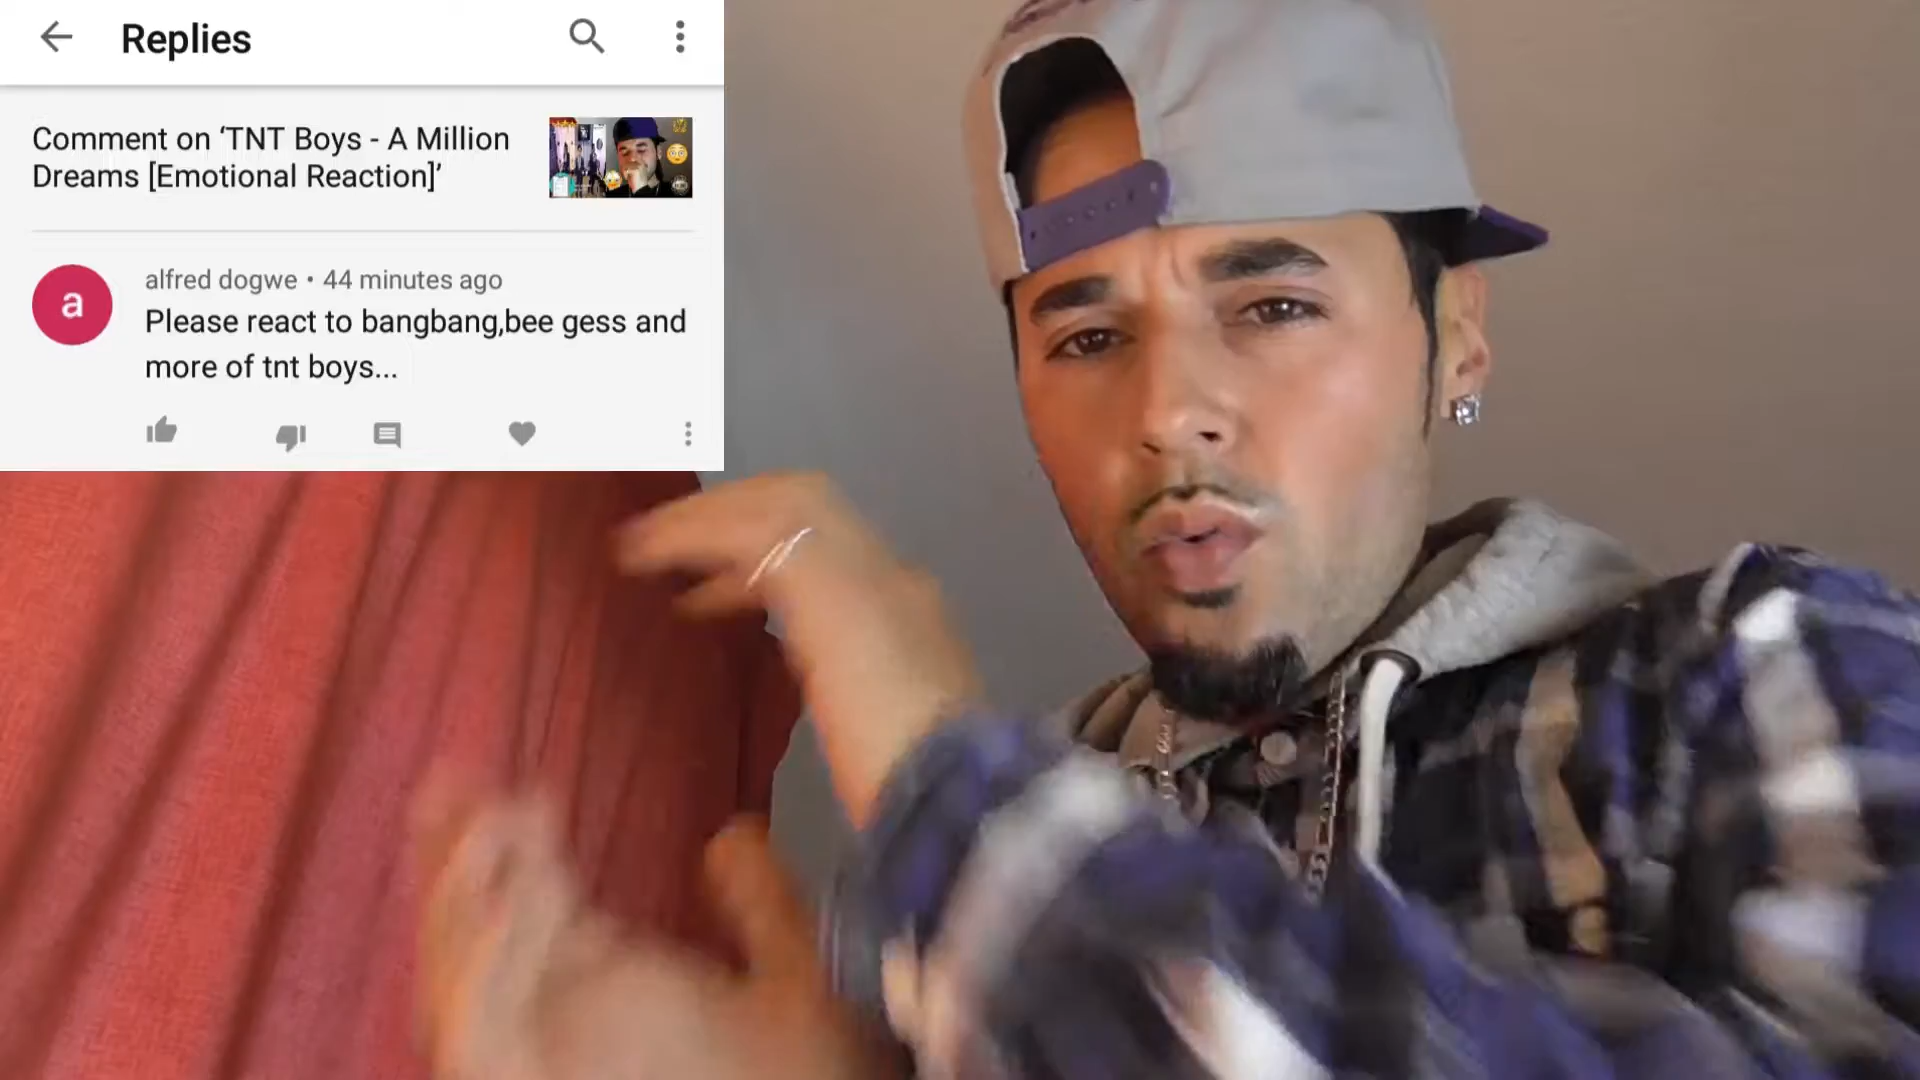 Replies
Comment on ‘TNT Boys - A Million
Dreams [Emotional Reaction]’
a
alfred dogwe • 44 minutes ago
Please react to bangbang,bee gess and
more of tnt boys...